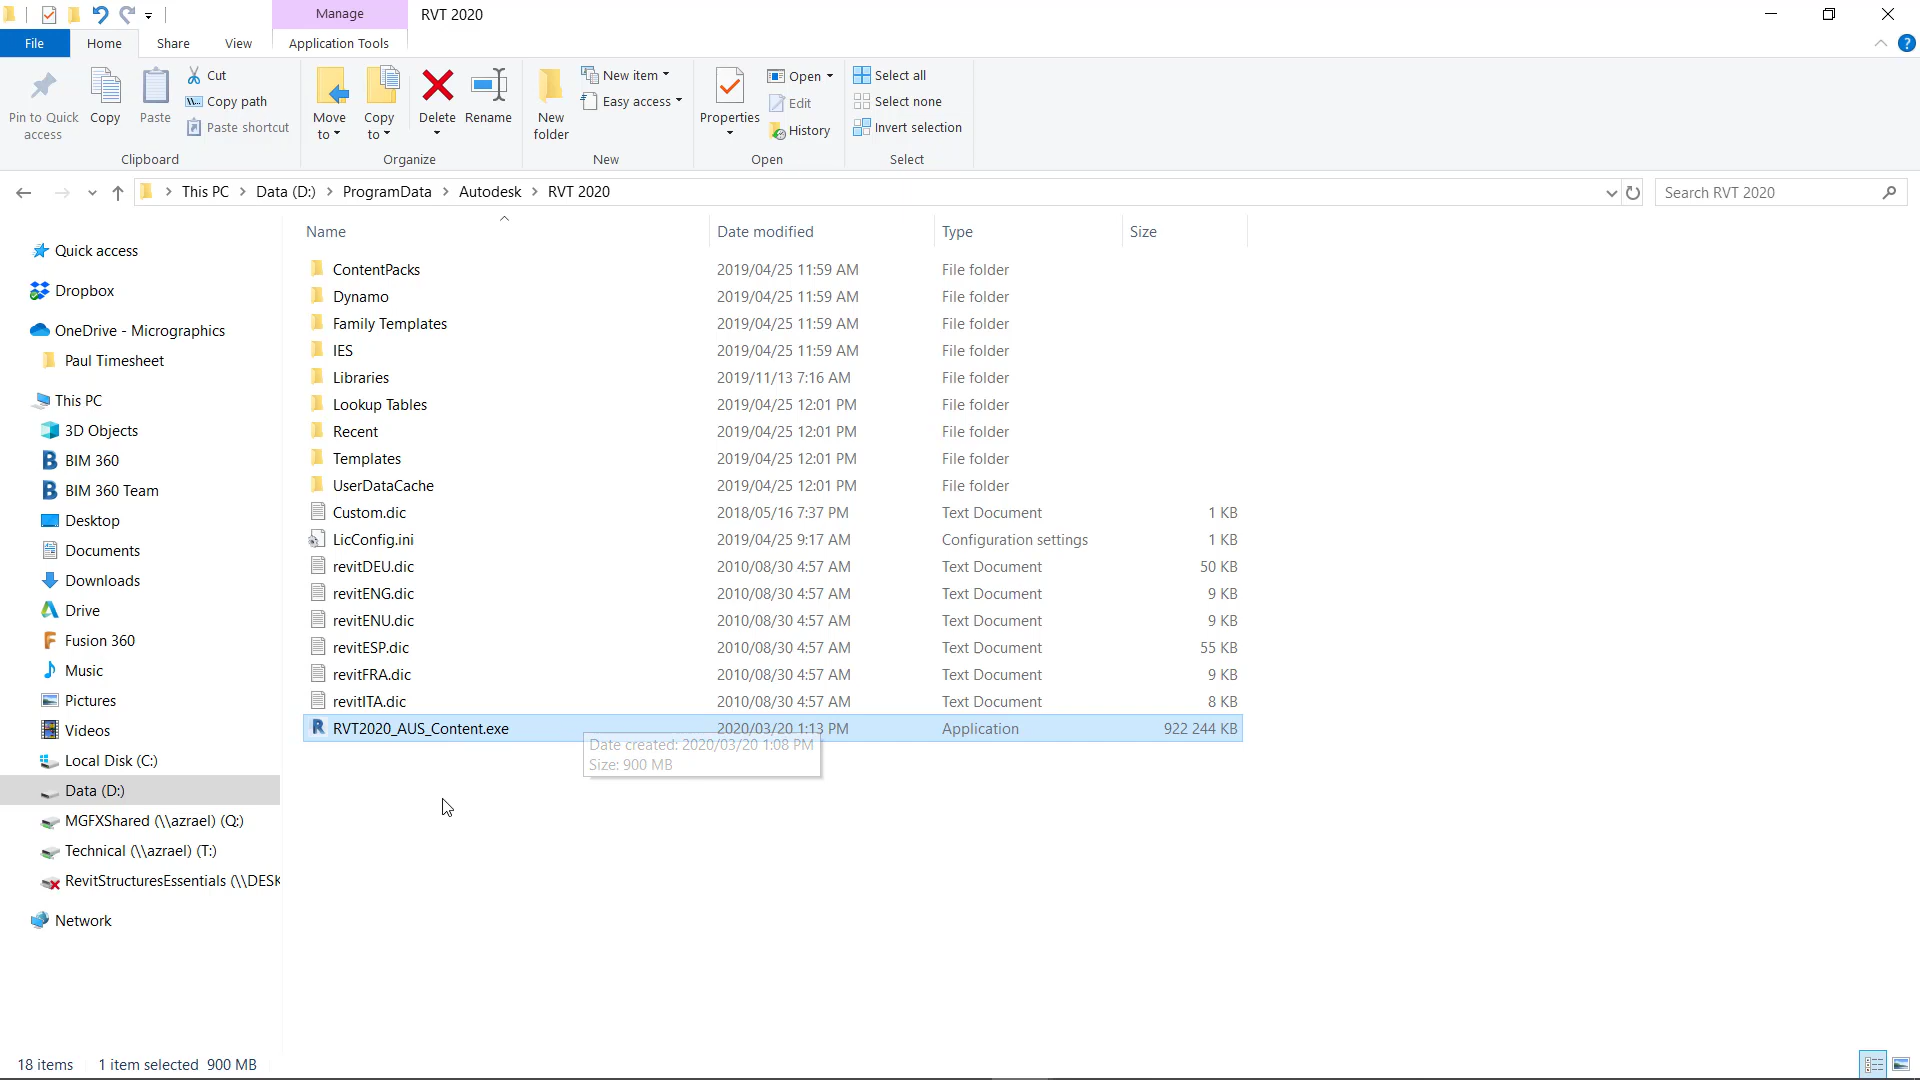 Manage
RVT 2020
File
Home
Share
View
Application Tools
Pin to Quick access
Copy
Paste
Cut
Copy path
Paste shortcut
Clipboard
Move to
Copy to
Delete
Rename
Organize
New folder
New item
Easy access
New
Properties
Open
Edit
History
Open
Select all
Select none
Invert selection
Select
This PC > Data (D:) > ProgramData > Autodesk > RVT 2020
Search RVT 2020
Quick access
Dropbox
OneDrive - Micrographics
Paul Timesheet
This PC
3D Objects
BIM 360
BIM 360 Team
Desktop
Documents
Downloads
Drive
Fusion 360
Music
Pictures
Videos
Local Disk (C:)
Data (D:)
MGFXShared (\\azrael) (Q:)
Technical (\\azrael) (T:)
RevitStructuresEssentials (\\DESK
Network
Name Date modified Type Size
ContentPacks 2019/04/25 11:59 AM File folder
Dynamo 2019/04/25 11:59 AM File folder
Family Templates 2019/04/25 11:59 AM File folder
IES 2019/04/25 11:59 AM File folder
Libraries 2019/11/13 7:16 AM File folder
Lookup Tables 2019/04/25 12:01 PM File folder
Recent 2019/04/25 12:01 PM File folder
Templates 2019/04/25 12:01 PM File folder
UserDataCache 2019/04/25 12:01 PM File folder
Custom.dic 2018/05/16 7:37 PM Text Document 1 KB
LicConfig.ini 2019/04/25 9:17 AM Configuration settings 1 KB
revitDEU.dic 2010/08/30 4:57 AM Text Document 50 KB
revitENG.dic 2010/08/30 4:57 AM Text Document 9 KB
revitENU.dic 2010/08/30 4:57 AM Text Document 9 KB
revitESP.dic 2010/08/30 4:57 AM Text Document 55 KB
revitFRA.dic 2010/08/30 4:57 AM Text Document 9 KB
revitITA.dic 2010/08/30 4:57 AM Text Document 8 KB
RVT2020_AUS_Content.exe 2020/03/20 1:13 PM Application 922 244 KB
Date created: 2020/03/20 1:08 PM
Size: 900 MB
18 items 1 item selected 900 MB